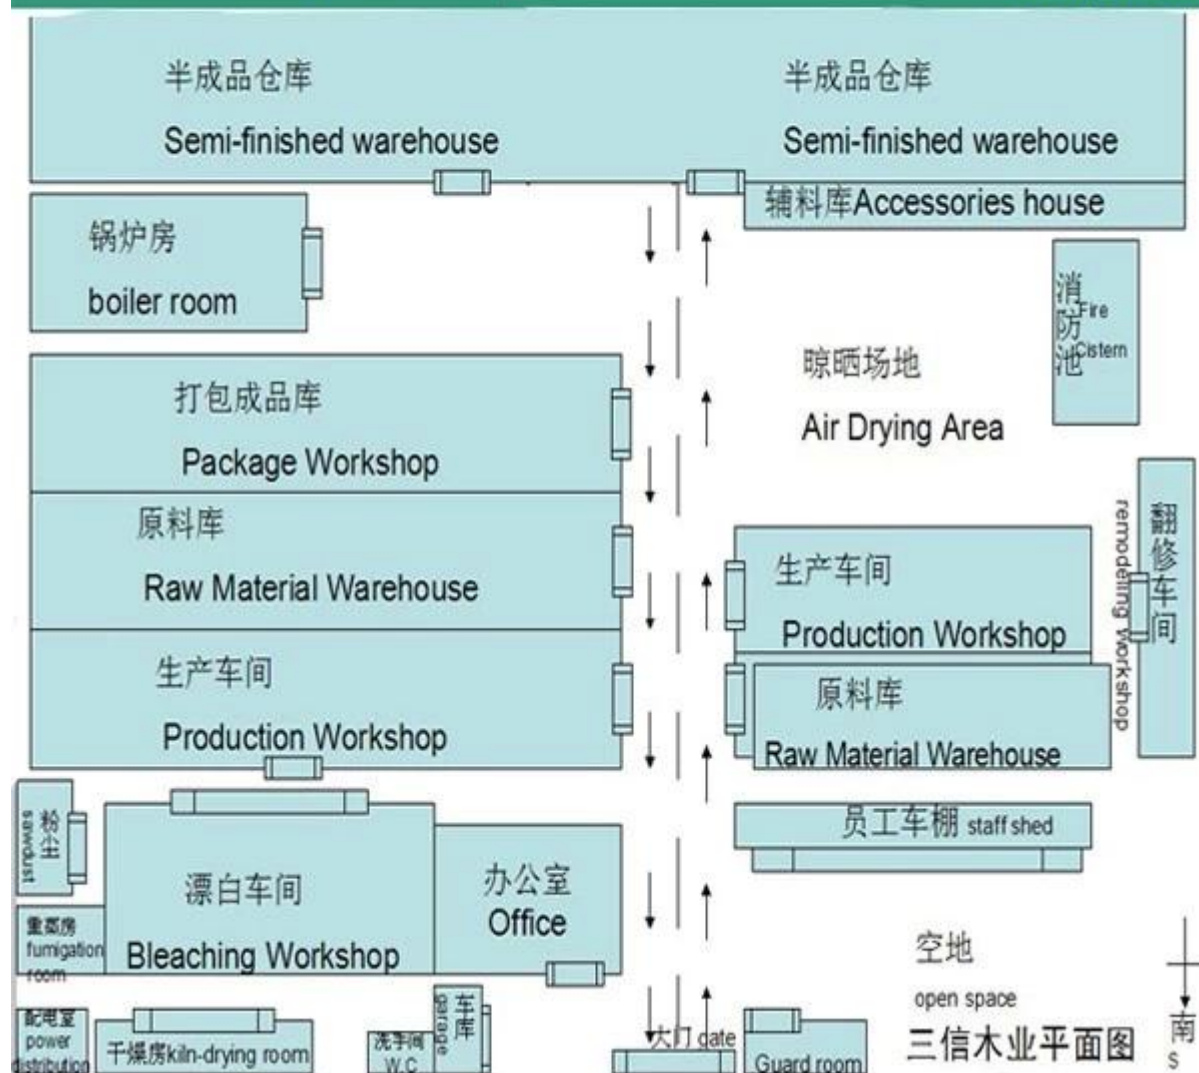 半成品仓库
Semi-finished warehouse
半成品仓库
Semi-finished warehouse
辅料库Accessories house
锅炉房
boiler room
消防池
Fire
Cistern
晾晒场地
Air Drying Area
打包成品库
Package Workshop
原料库
Raw Material Warehouse
生产车间
Production Workshop
生产车间
Production Workshop
原料库
Raw Material Warehouse
翻修车间
remodeling workshop
粉尘
sawdust
漂白车间
Bleaching Workshop
办公室
Office
员工车棚 staff shed
重蒸房
fumigation
room
空地
open space
配电室
power
distribution
干燥房kiln-drying room
洗手间
W.C
车库
garage
大门 gate
Guard room
三信木业平面图
南
S